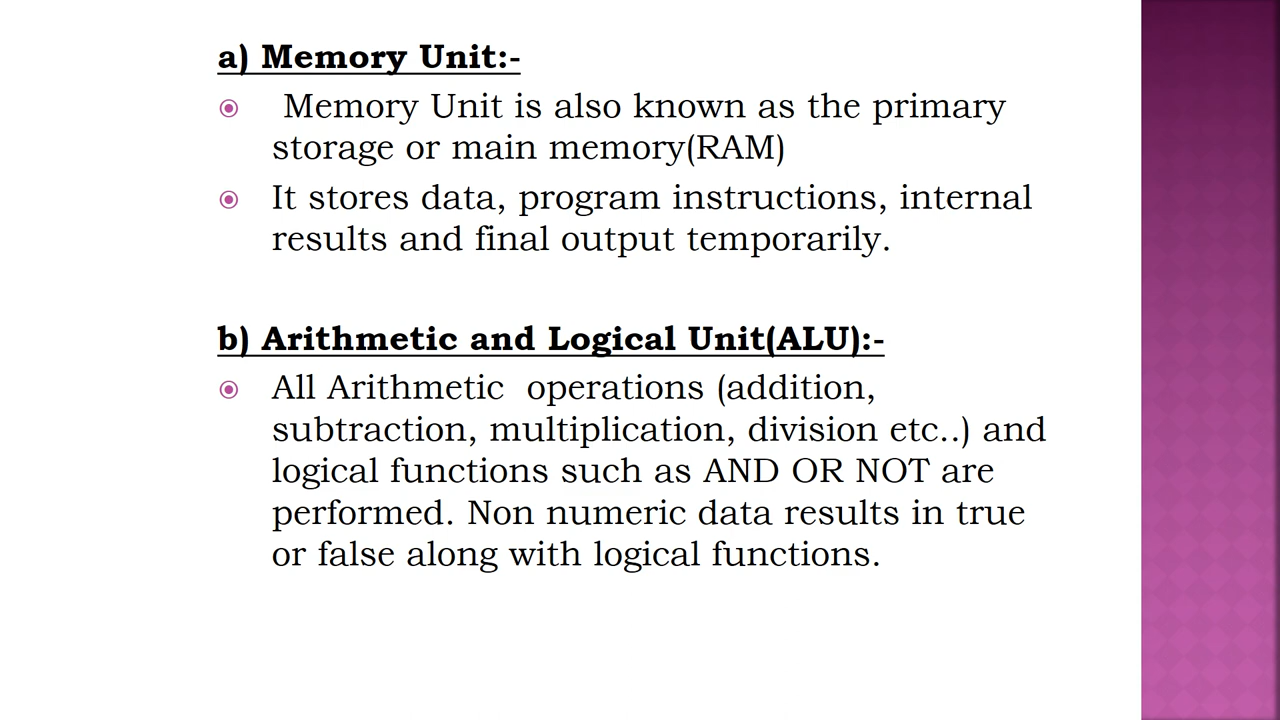 a) Memory Unit:-
Memory Unit is also known as the primary
storage or main memory(RAM)
It stores data, program instructions, internal
results and final output temporarily.
b) Arithmetic and Logical Unit(ALU):-
All Arithmetic operations (addition,
subtraction, multiplication, division etc..) and
logical functions such as AND OR NOT are
performed. Non numeric data results in true
or false along with logical functions.